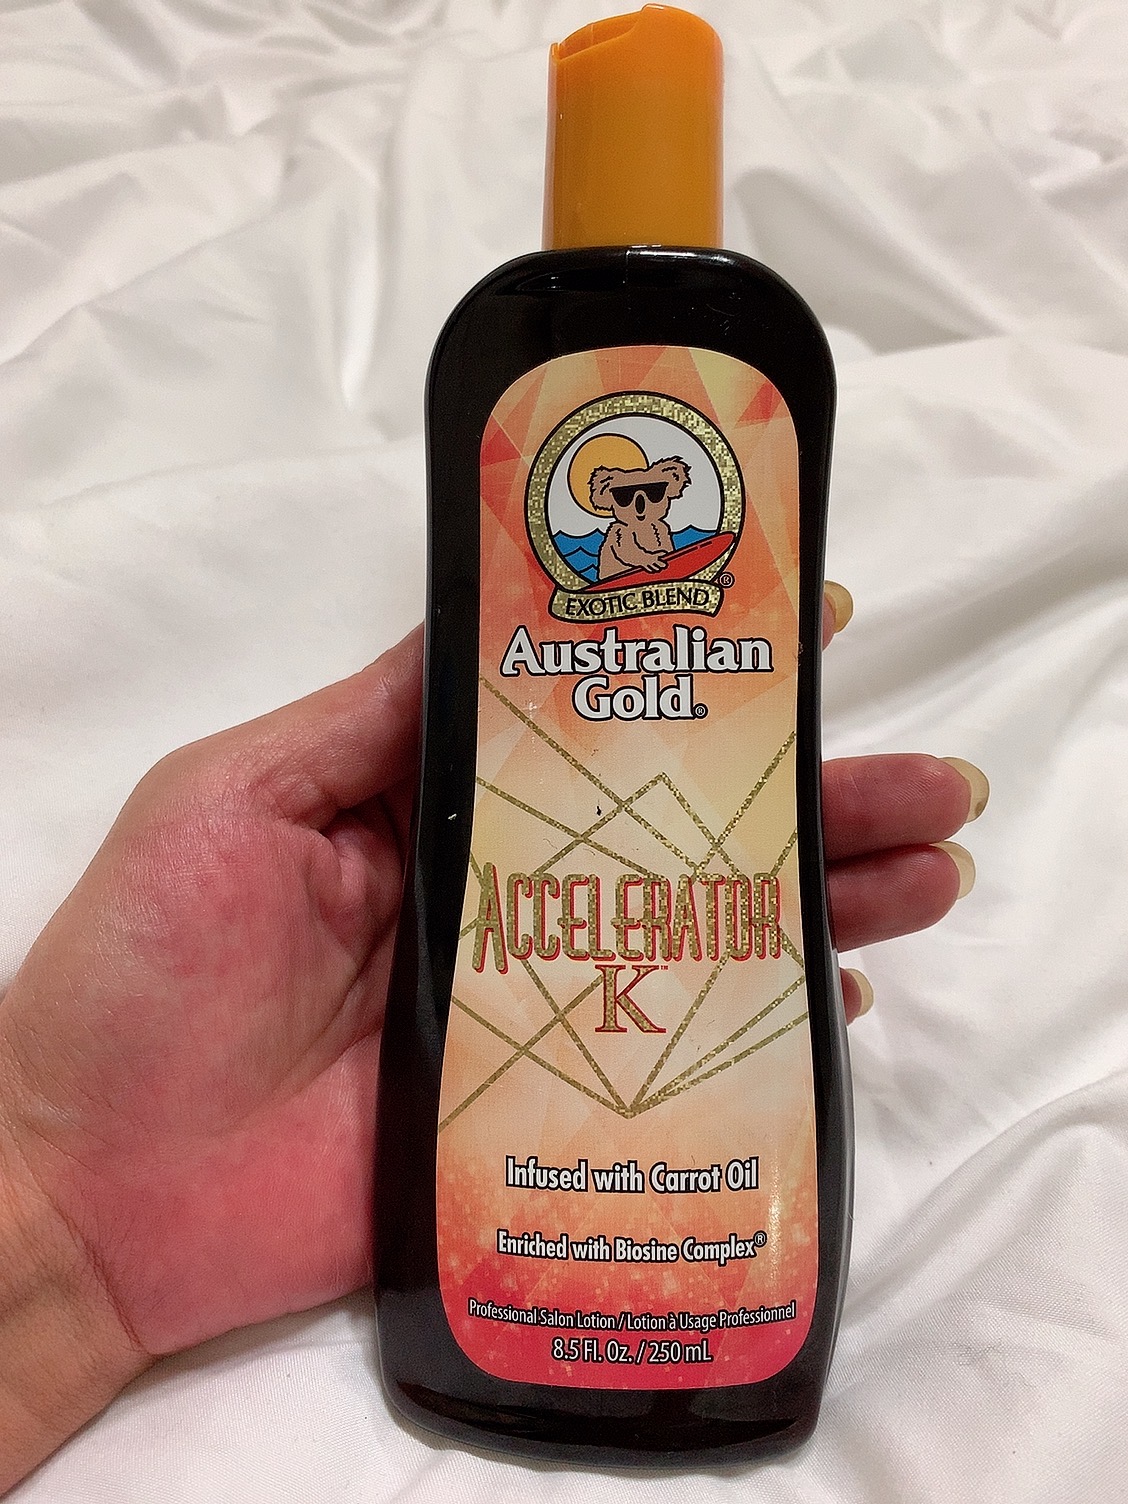 EXOTIC BLEND®
Australian
Gold®
ACCELERATOR
K™
Infused with Carrot Oil
Enriched with Biosine Complex®
Professional Salon Lotion / Lotion à Usage Professionnel
8.5 Fl. Oz. / 250 mL